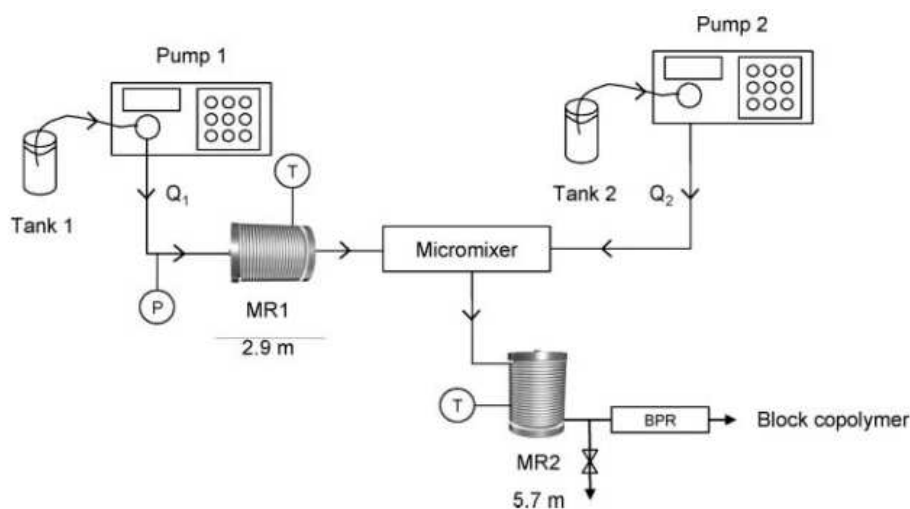 Pump 1
Pump 2
Tank 1
Q1
T
Tank 2
Q2
Micromixer
P
MR1
2.9 m
T
BPR
Block copolymer
MR2
5.7 m